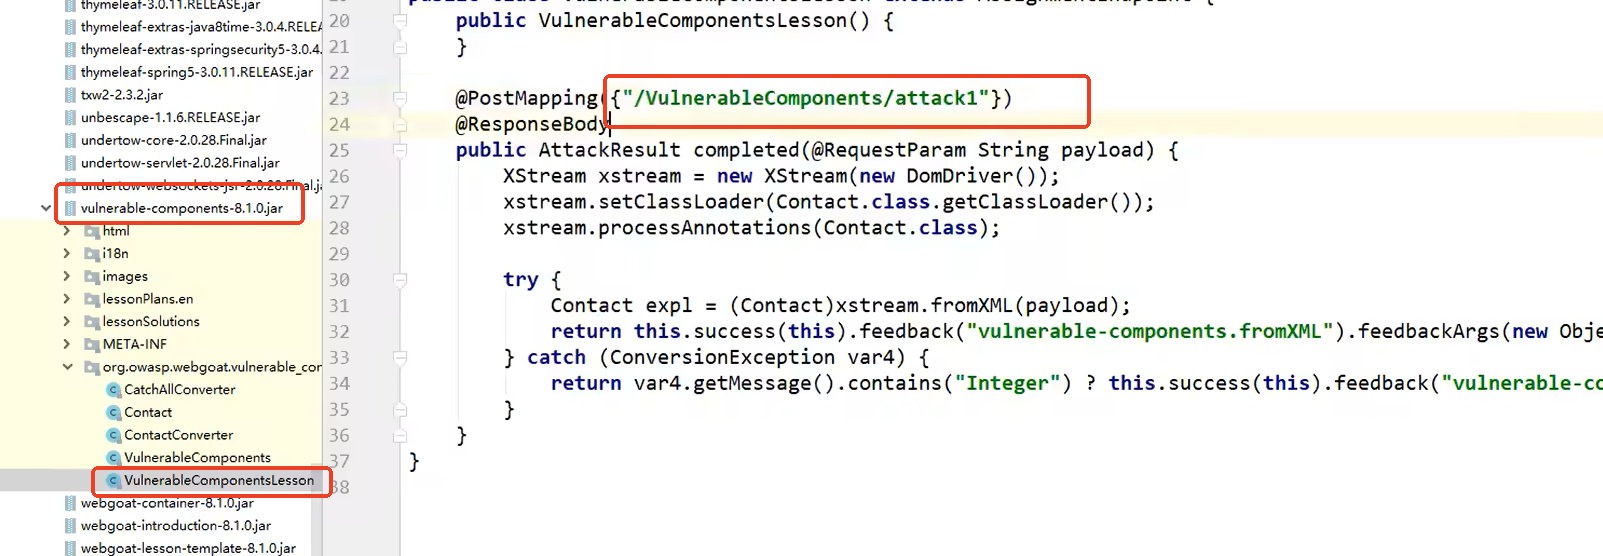 thymeleaf-3.0.11.RELEASE.jar
thymeleaf-extras-java8time-3.0.4.RELEA
thymeleaf-extras-springsecurity5-3.0.4.
thymeleaf-spring5-3.0.11.RELEASE.jar
txw2-2.3.2.jar
unbescape-1.1.6.RELEASE.jar
undertow-core-2.0.28.Final.jar
undertow-servlet-2.0.28.Final.jar
undertow-websockets-jsr-2.0.28.Final.ja
vulnerable-components-8.1.0.jar
html
i18n
images
lessonPlans.en
lessonSolutions
META-INF
org.owasp.webgoat.vulnerable_cor
CatchAllConverter
Contact
ContactConverter
VulnerableComponents
VulnerableComponentsLesson
webgoat-container-8.1.0.jar
webgoat-introduction-8.1.0.jar
webgoat-lesson-template-8.1.0.jar
public class VulnerableComponentsLesson extends AssignmentEndpoint {
20 public VulnerableComponentsLesson() {
21 }
22
23 @PostMapping({"/VulnerableComponents/attack1"})
24 @ResponseBody
25 public AttackResult completed(@RequestParam String payload) {
26 XStream xstream = new XStream(new DomDriver());
27 xstream.setClassLoader(Contact.class.getClassLoader());
28 xstream.processAnnotations(Contact.class);
29
30 try {
31 Contact expl = (Contact)xstream.fromXML(payload);
32 return this.success(this).feedback("vulnerable-components.fromXML").feedbackArgs(new Obje
33 } catch (ConversionException var4) {
34 return var4.getMessage().contains("Integer") ? this.success(this).feedback("vulnerable-co
35 }
36 }
37 }
38